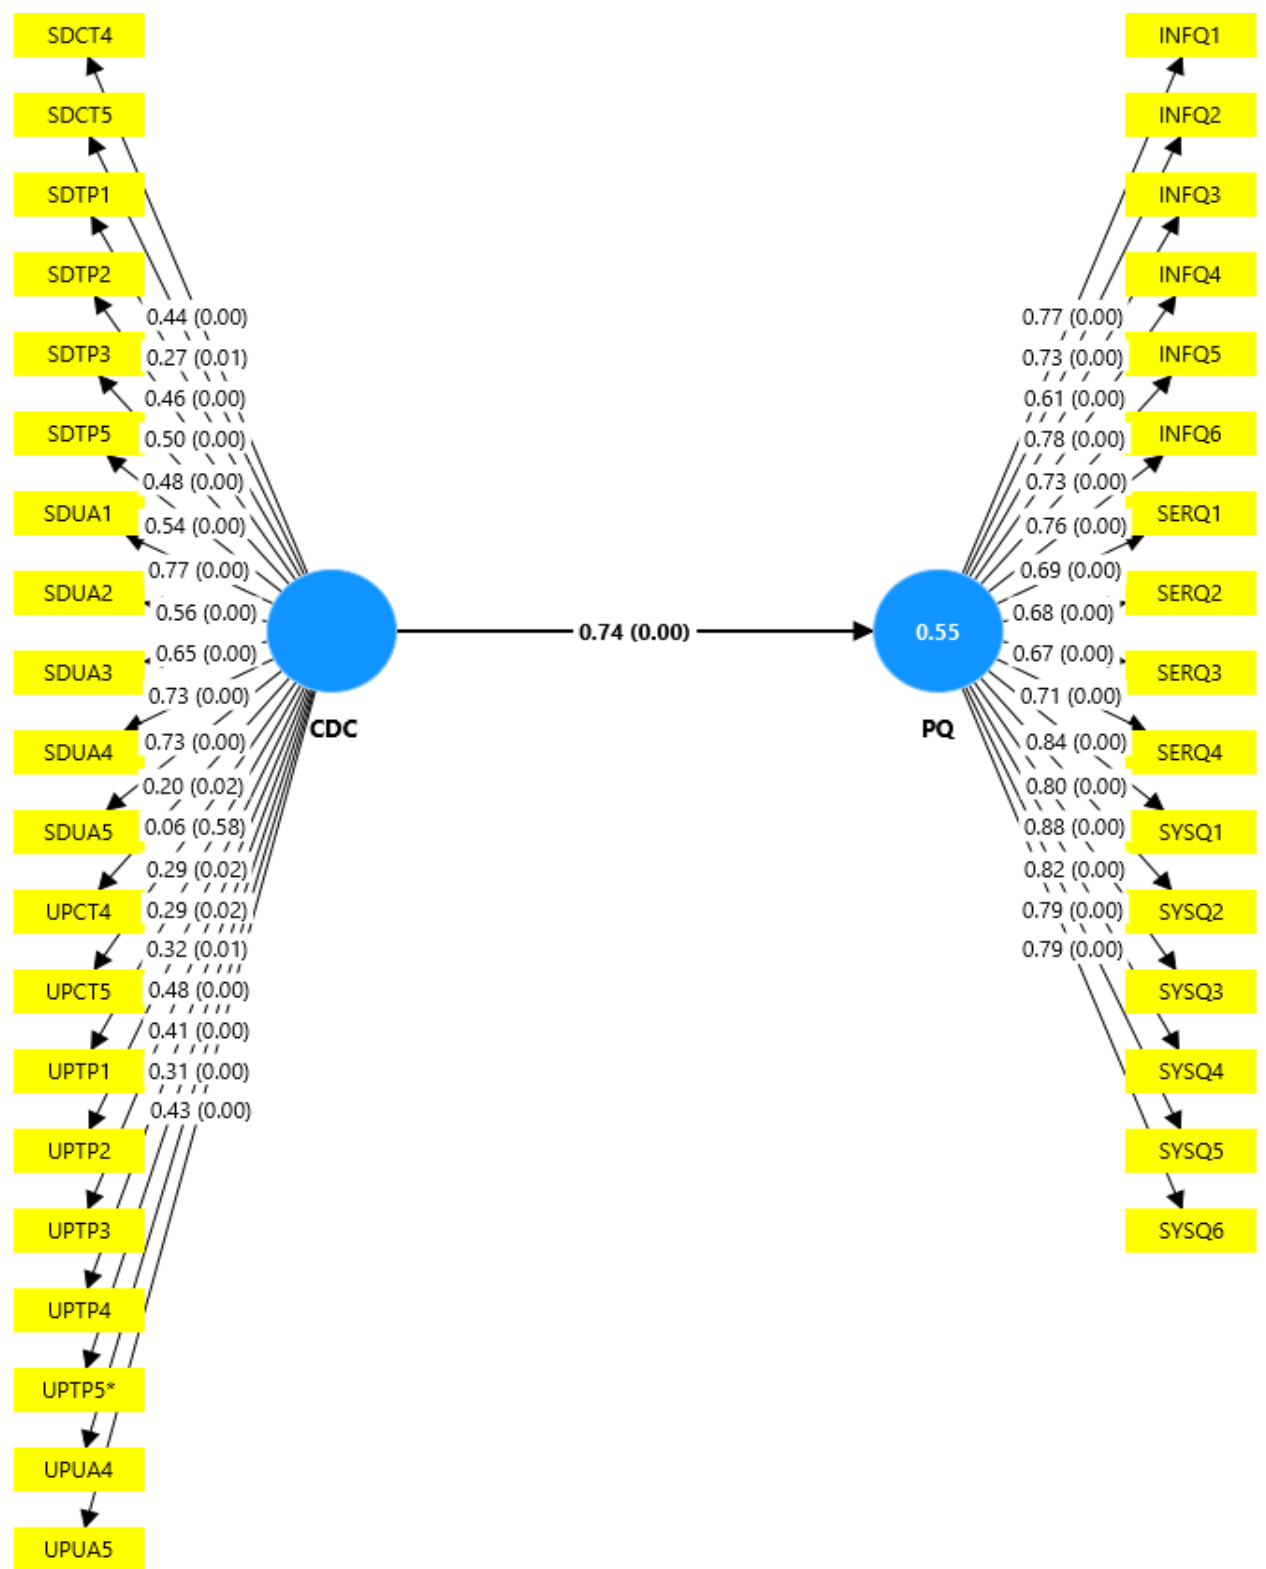 SDCT4
SDCT5
SDTP1
SDTP2
SDTP3
SDTP5
SDUA1
SDUA2
SDUA3
SDUA4
SDUA5
UPCT4
UPCT5
UPTP1
UPTP2
UPTP3
UPTP4
UPTP5*
UPUA4
UPUA5
0.44 (0.00)
0.27 (0.01)
0.46 (0.00)
0.50 (0.00)
0.48 (0.00)
0.54 (0.00)
0.77 (0.00)
0.56 (0.00)
0.65 (0.00)
0.73 (0.00)
0.73 (0.00)
0.20 (0.02)
0.06 (0.58)
0.29 (0.02)
0.29 (0.02)
0.32 (0.01)
0.48 (0.00)
0.41 (0.00)
0.31 (0.00)
0.43 (0.00)
CDC
0.74 (0.00)
0.55
PQ
0.77 (0.00)
0.73 (0.00)
0.61 (0.00)
0.78 (0.00)
0.73 (0.00)
0.76 (0.00)
0.69 (0.00)
0.68 (0.00)
0.67 (0.00)
0.71 (0.00)
0.84 (0.00)
0.80 (0.00)
0.88 (0.00)
0.82 (0.00)
0.79 (0.00)
0.79 (0.00)
INFQ1
INFQ2
INFQ3
INFQ4
INFQ5
INFQ6
SERQ1
SERQ2
SERQ3
SERQ4
SYSQ1
SYSQ2
SYSQ3
SYSQ4
SYSQ5
SYSQ6